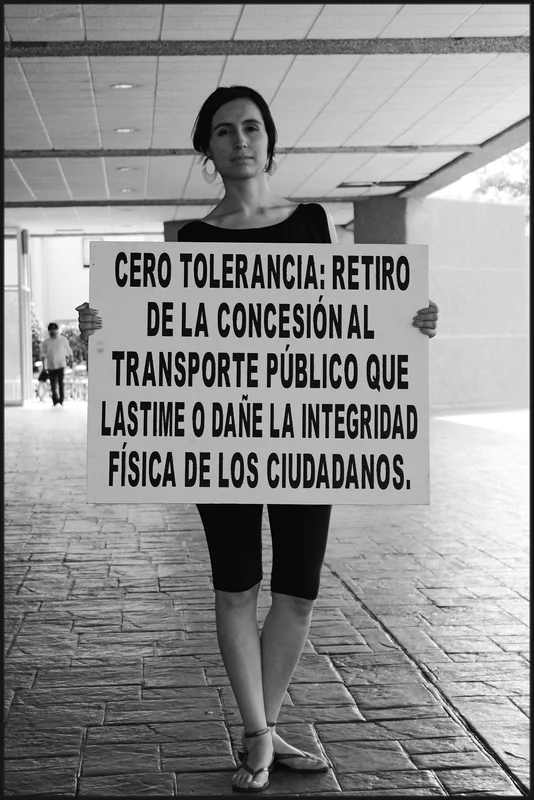 CERO TOLERANCIA: RETIRO
DE LA CONCESIÓN AL
TRANSPORTE PÚBLICO QUE
LASTIME O DAÑE LA INTEGRIDAD
FÍSICA DE LOS CIUDADANOS.